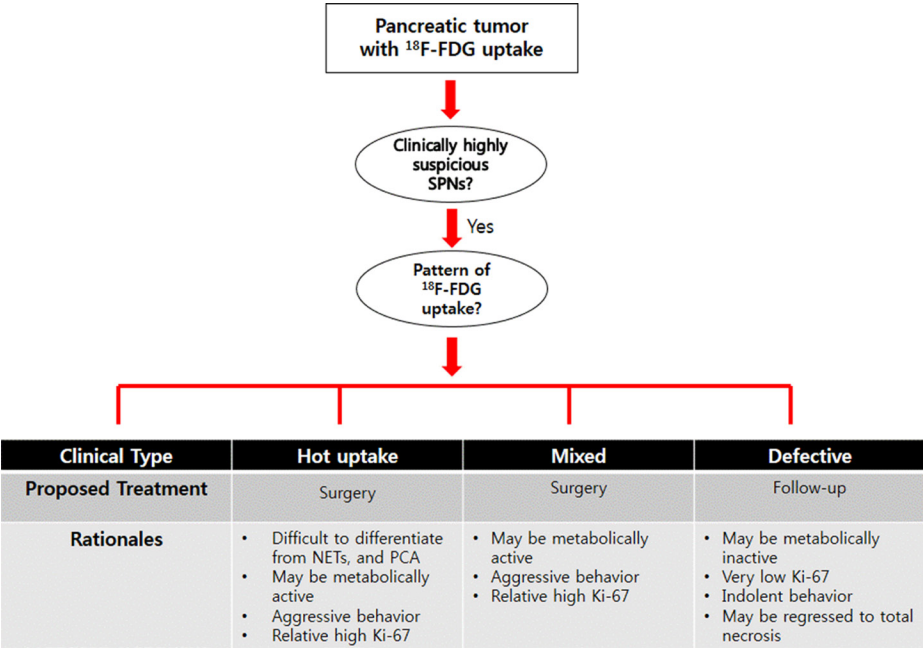 Pancreatic tumor
with ¹⁸F-FDG uptake
Clinically highly
suspicious
SPNs?
Yes
Pattern of
¹⁸F-FDG
uptake?
Clinical Type
Hot uptake
Mixed
Defective
Proposed Treatment
Surgery
Surgery
Follow-up
Rationales
• Difficult to differentiate
from NETs, and PCA
• May be metabolically
active
• Aggressive behavior
• Relative high Ki-67
• May be metabolically
active
• Aggressive behavior
• Relative high Ki-67
• May be metabolically
inactive
• Very low Ki-67
• Indolent behavior
• May be regressed to total
necrosis